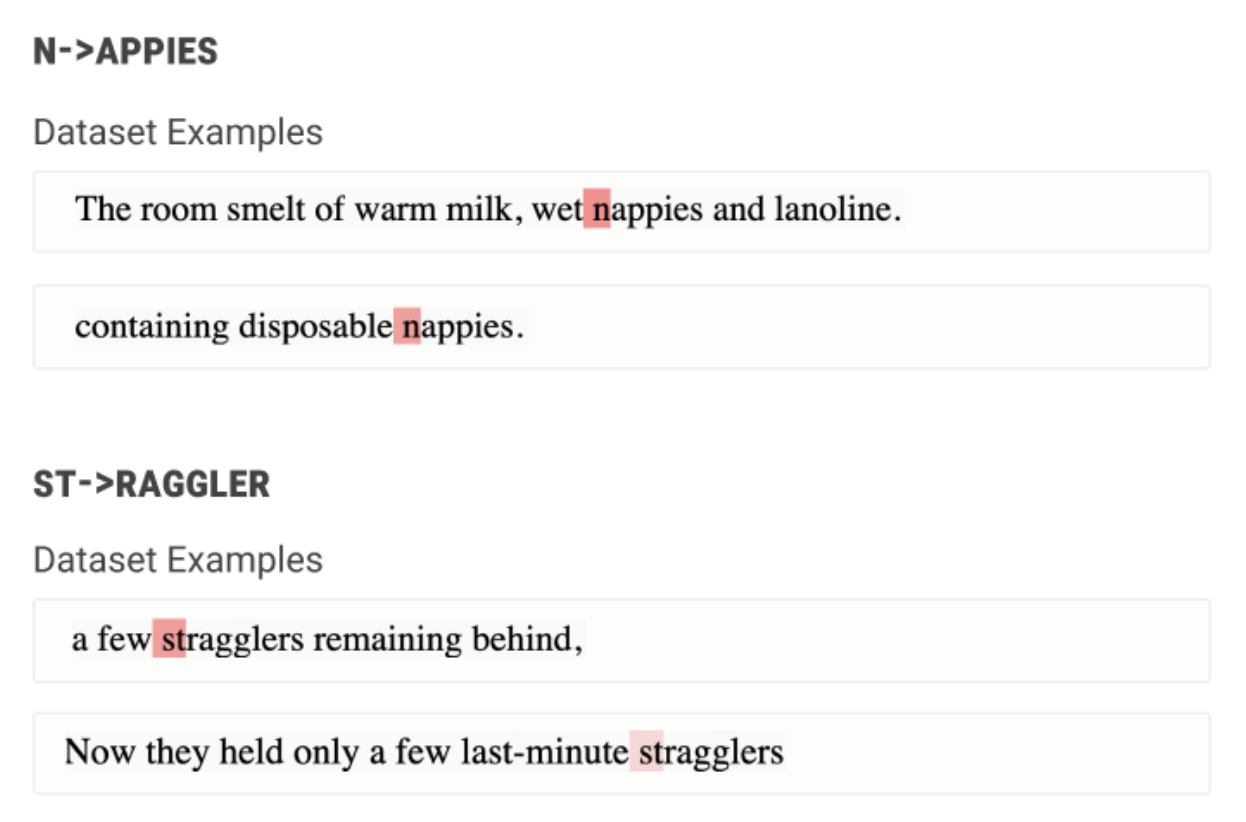 N->APPIES
Dataset Examples
The room smelt of warm milk, wet nappies and lanoline.
containing disposable nappies.
ST->RAGGLER
Dataset Examples
a few stragglers remaining behind,
Now they held only a few last-minute stragglers